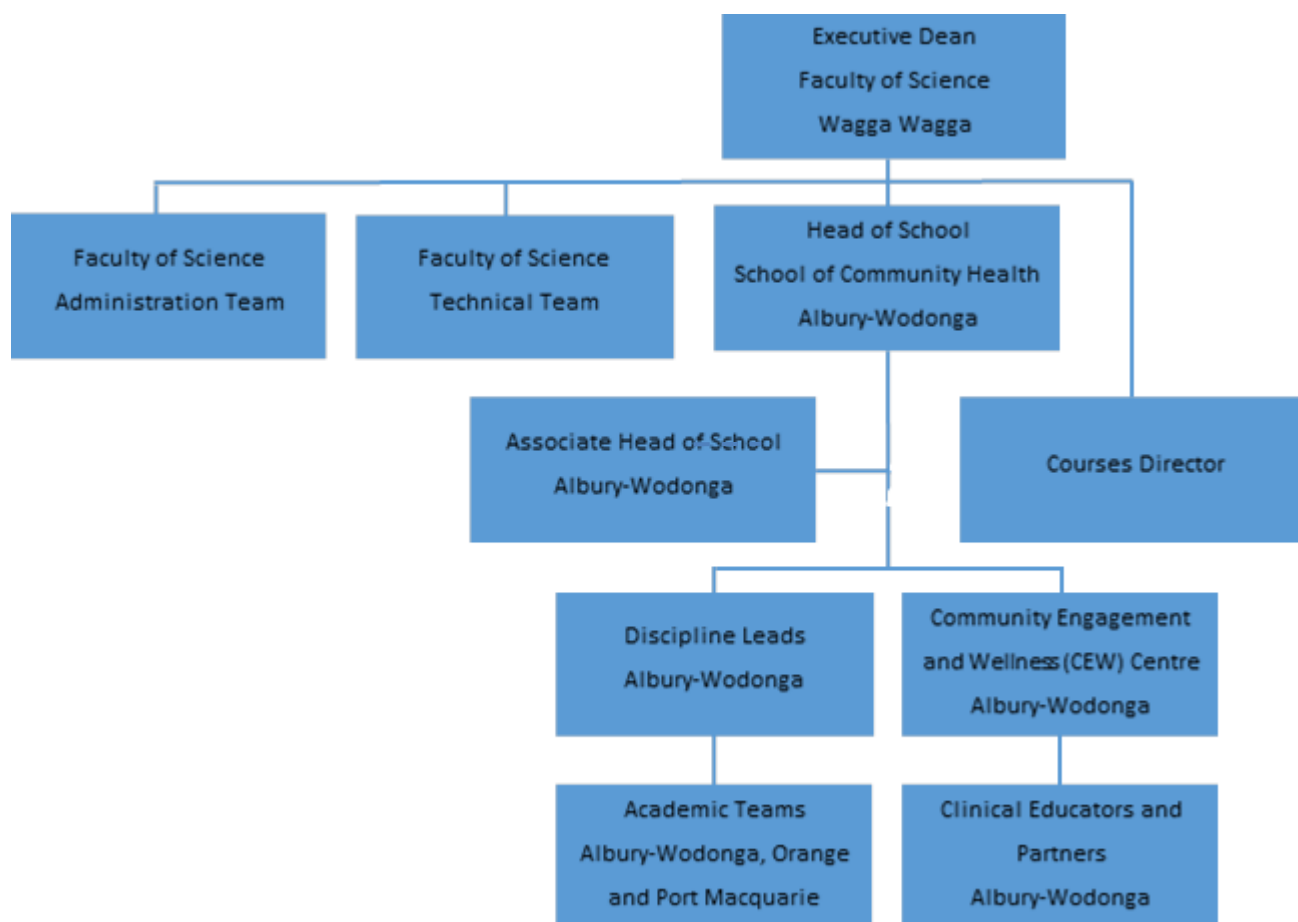 Executive Dean
Faculty of Science
Wagga Wagga
Faculty of Science
Administration Team
Faculty of Science
Technical Team
Head of School
School of Community Health
Albury-Wodonga
Associate Head of School
Albury-Wodonga
Courses Director
Discipline Leads
Albury-Wodonga
Community Engagement
and Wellness (CEW) Centre
Albury-Wodonga
Academic Teams
Albury-Wodonga, Orange
and Port Macquarie
Clinical Educators and
Partners
Albury-Wodonga